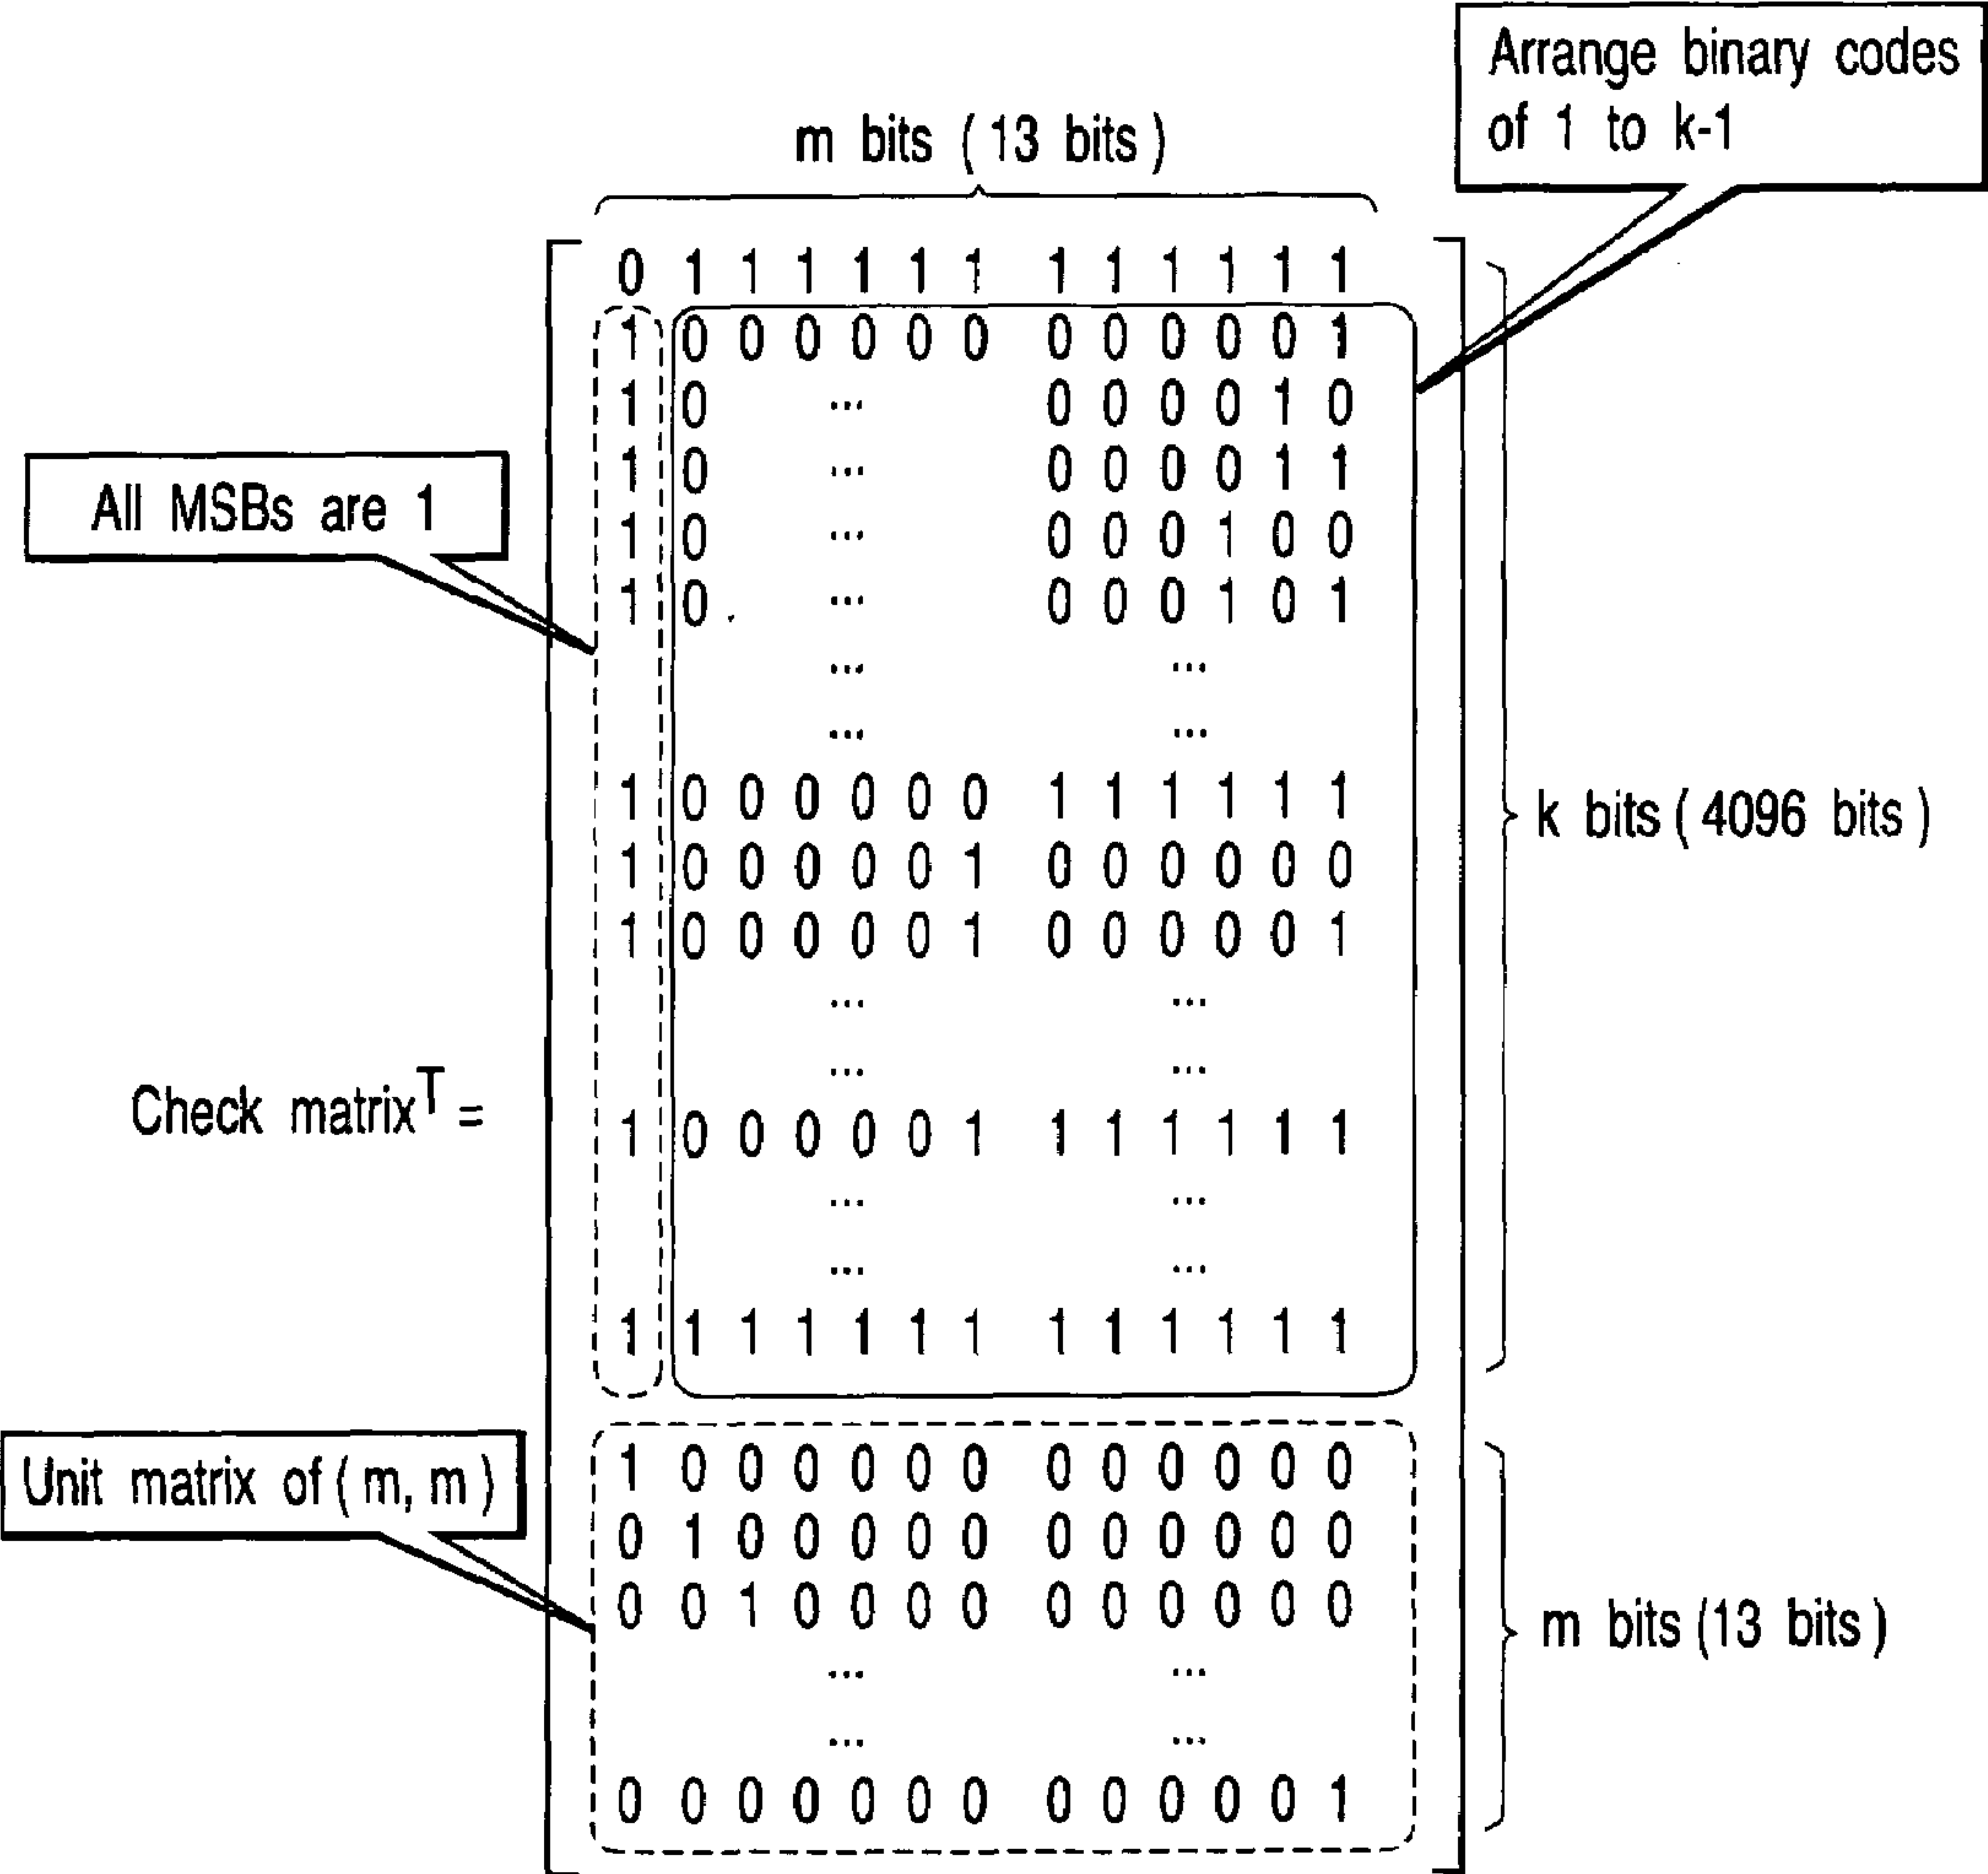 Arrange binary codes
of 1 to k-1
m bits ( 13 bits )
0 1 1 1 1 1 1 1 1 1 1 1 1
1 0 0 0 0 0 0 0 0 0 0 0 1
1 0 ... 0 0 0 0 1 0
1 0 ... 0 0 0 0 1 1
1 0 ... 0 0 0 1 0 0
1 0 ... 0 0 0 1 0 1
... ...
... ...
1 0 0 0 0 0 0 1 1 1 1 1 1
1 0 0 0 0 0 1 0 0 0 0 0 0
1 0 0 0 0 0 1 0 0 0 0 0 1
... ...
... ...
1 0 0 0 0 0 1 1 1 1 1 1 1
... ...
... ...
1 1 1 1 1 1 1 1 1 1 1 1 1
1 0 0 0 0 0 0 0 0 0 0 0 0
0 1 0 0 0 0 0 0 0 0 0 0 0
0 0 1 0 0 0 0 0 0 0 0 0 0
... ...
... ...
0 0 0 0 0 0 0 0 0 0 0 0 1
All MSBs are 1
k bits ( 4096 bits )
Check matrixT =
Unit matrix of ( m, m )
m bits (13 bits )